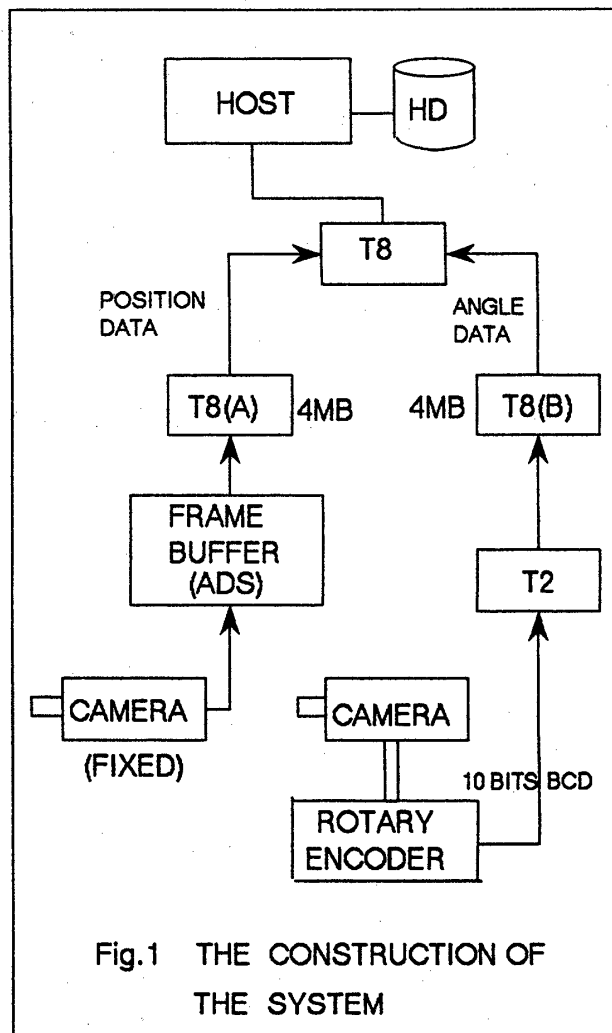 HOST
HD
T8
POSITION
DATA
ANGLE
DATA
T8(A)
4MB
4MB
T8(B)
FRAME
BUFFER
(ADS)
T2
CAMERA
(FIXED)
CAMERA
10 BITS BCD
ROTARY
ENCODER
Fig.1 THE CONSTRUCTION OF
THE SYSTEM